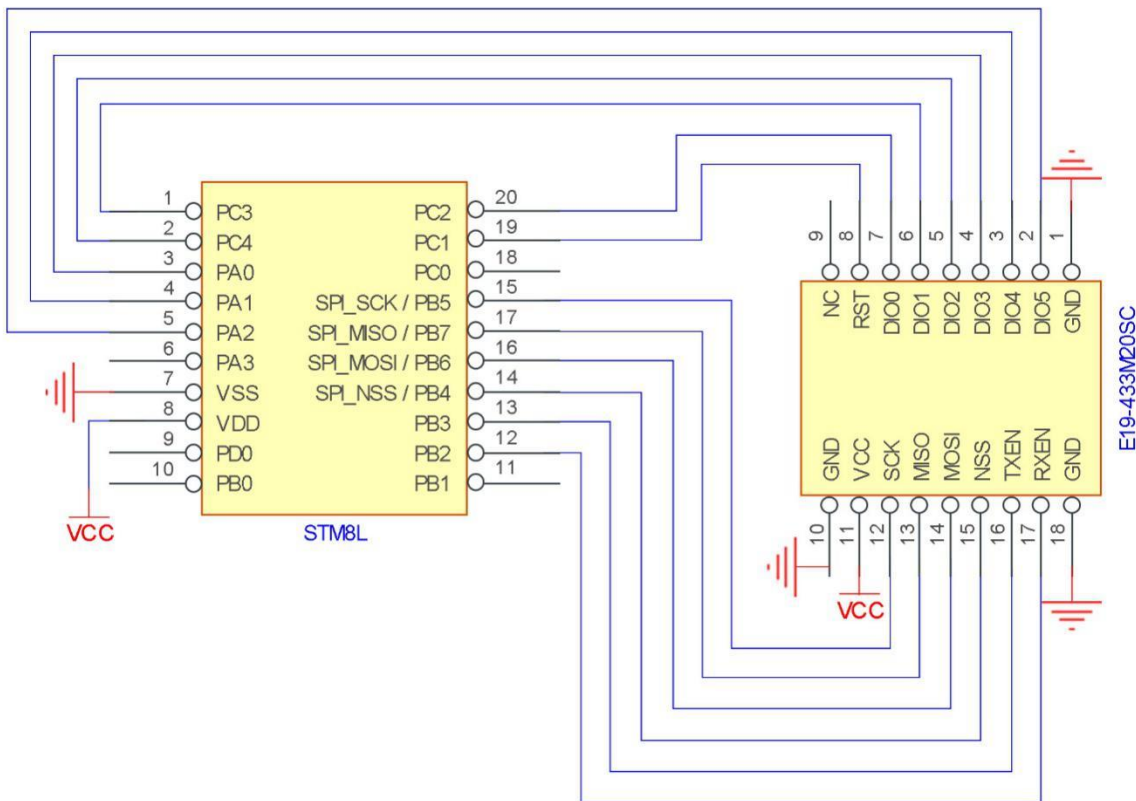 1 PC3
2 PC4
3 PA0
4 PA1
5 PA2
6 PA3
7 VSS
8 VDD
9 PD0
10 PB0
VCC
PC2 20
PC1 19
PC0 18
SPI_SCK / PB5 15
SPI_MISO / PB7 17
SPI_MOSI / PB6 16
SPI_NSS / PB4 14
PB3 13
PB2 12
PB1 11
STM8L
9 NC
8 RST
7 DIO0
6 DIO1
5 DIO2
4 DIO3
3 DIO4
2 DIO5
1 GND
GND 10
VCC 11
SCK 12
MISO 13
MOSI 14
NSS 15
TXEN 16
RXEN 17
GND 18
VCC
E19-433M20SC